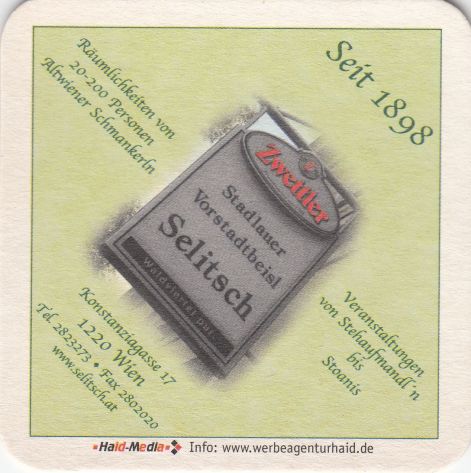 Räumlichkeiten von
20-200 Personen
Altwiener Schmankerln
Seit 1898
Zwettler
Stadlauer
Vorstadtbeisl
Selitsch
Konstanziagasse 17
1220 Wien
Tel. 2823273 • Fax 2802020
www.selitsch.at
Veranstaltungen
von Stehaufmandl´n
bis
Stoanis
Haid-Media Info: www.werbeagenturhaid.de